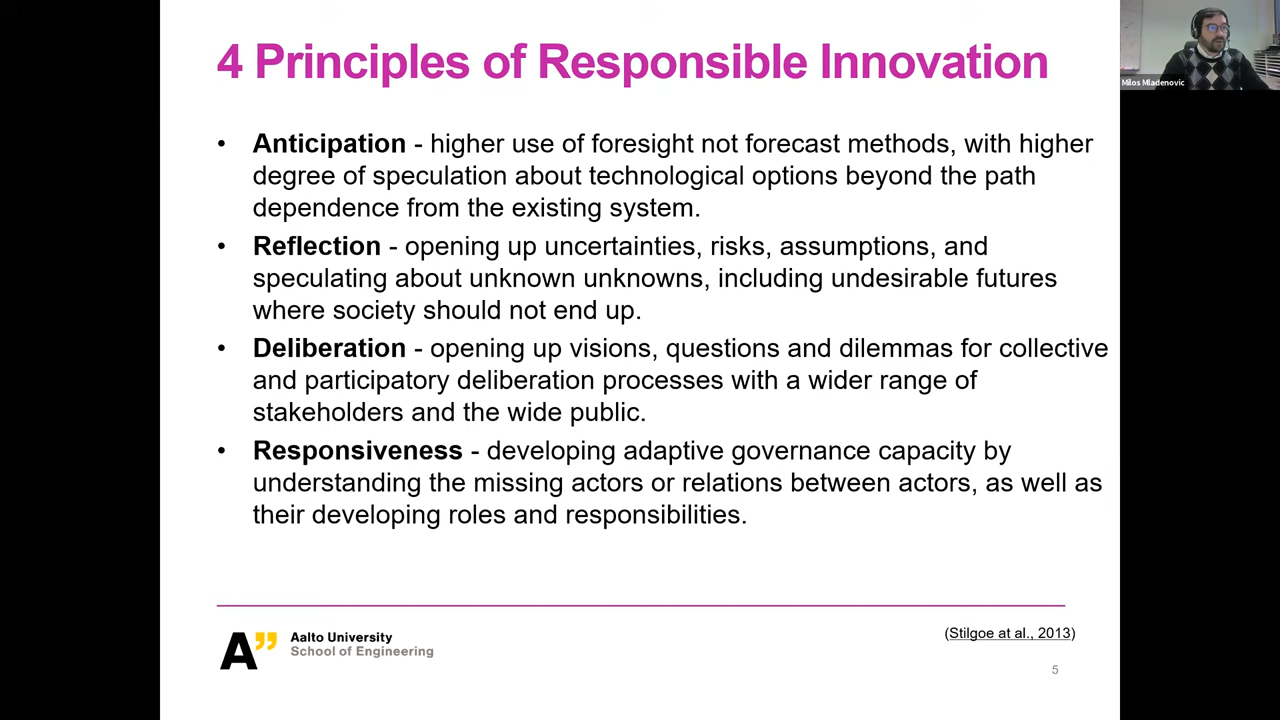 4 Principles of Responsible Innovation
Milos Mladenovic
• Anticipation - higher use of foresight not forecast methods, with higher
degree of speculation about technological options beyond the path
dependence from the existing system.
• Reflection - opening up uncertainties, risks, assumptions, and
speculating about unknown unknowns, including undesirable futures
where society should not end up.
• Deliberation - opening up visions, questions and dilemmas for collective
and participatory deliberation processes with a wider range of
stakeholders and the wide public.
• Responsiveness - developing adaptive governance capacity by
understanding the missing actors or relations between actors, as well as
their developing roles and responsibilities.
A”
Aalto University
School of Engineering
(Stilgoe at al., 2013)
5